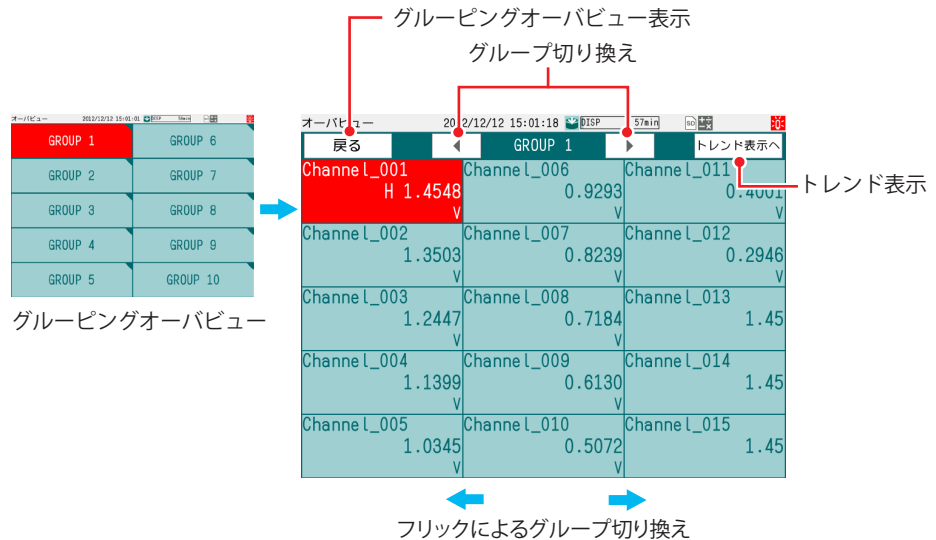 グルーピングオーバビュー表示
グループ切り換え
オーバビュー 2012/12/12 15:01:01 DISP 58min
GROUP 1 GROUP 6
GROUP 2 GROUP 7
GROUP 3 GROUP 8
GROUP 4 GROUP 9
GROUP 5 GROUP 10
グルーピングオーバビュー
オーバビュー 2012/12/12 15:01:18 DISP 57min SD
戻る GROUP 1 トレンド表示へ
トレンド表示
Channel_001 Channel_006 Channel_011
H 1.4548 0.9293 0.4001
V V V
Channel_002 Channel_007 Channel_012
1.3503 0.8239 0.2946
V V V
Channel_003 Channel_008 Channel_013
1.2447 0.7184 1.45
V V
Channel_004 Channel_009 Channel_014
1.1399 0.6130 1.45
V V
Channel_005 Channel_010 Channel_015
1.0345 0.5072 1.45
V V
フリックによるグループ切り換え